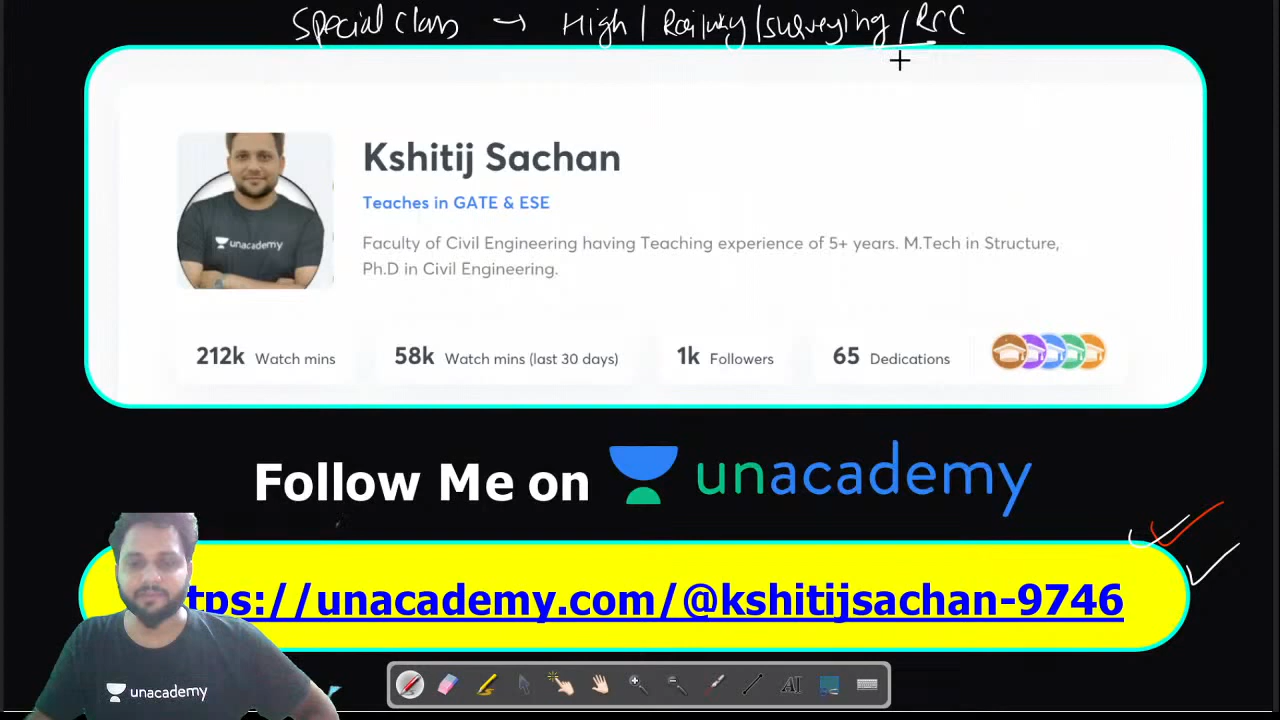 Special Class → High / Railway / Surveying / RCC
Kshitij Sachan
Teaches in GATE & ESE
Faculty of Civil Engineering having Teaching experience of 5+ years. M.Tech in Structure,
Ph.D in Civil Engineering.
unacademy
212k Watch mins 58k Watch mins (last 30 days) 1k Followers 65 Dedications
Follow Me on unacademy
tps://unacademy.com/@kshitijsachan-9746
unacademy
AI